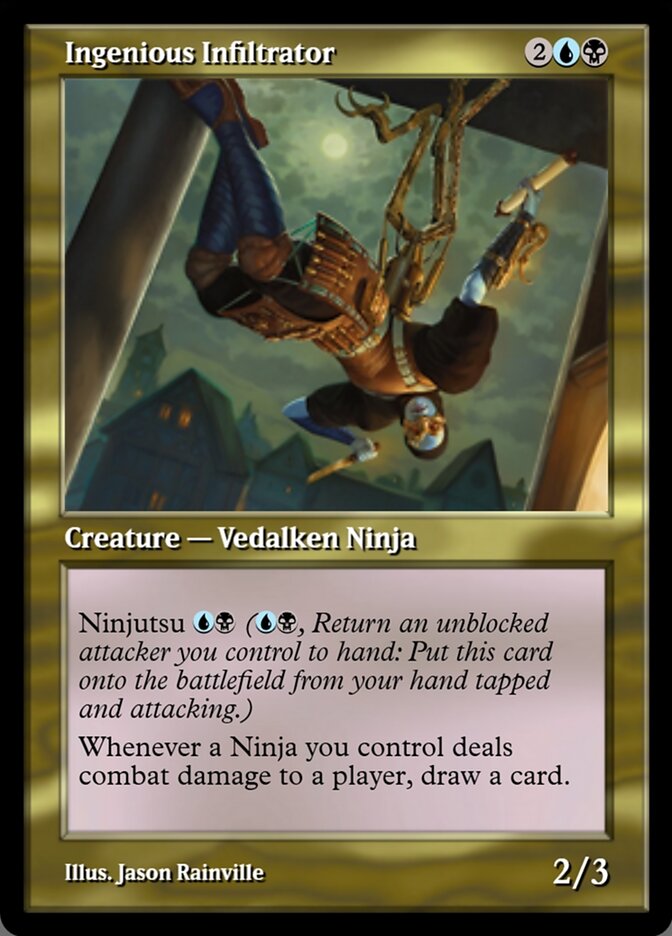 Ingenious Infiltrator 2
Creature — Vedalken Ninja
Ninjutsu (, Return an unblocked
attacker you control to hand: Put this card
onto the battlefield from your hand tapped
and attacking.)
Whenever a Ninja you control deals
combat damage to a player, draw a card.
Illus. Jason Rainville 2/3